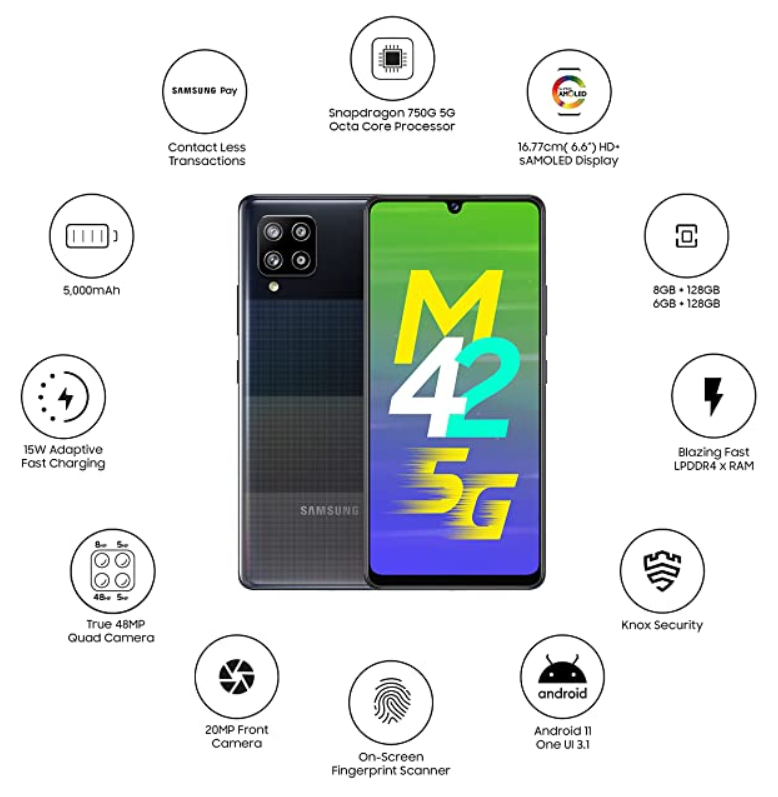 SAMSUNG Pay
Contact Less
Transactions
Snapdragon 750G 5G
Octa Core Processor
SUPER
AMOLED
16.77cm( 6.6") HD+
sAMOLED Display
5,000mAh
8GB + 128GB
6GB + 128GB
M
42
5G
SAMSUNG
15W Adaptive
Fast Charging
Blazing Fast
LPDDR4 x RAM
8MP 5MP
48MP 5MP
True 48MP
Quad Camera
Knox Security
20MP Front
Camera
On-Screen
Fingerprint Scanner
android
Android 11
One UI 3.1